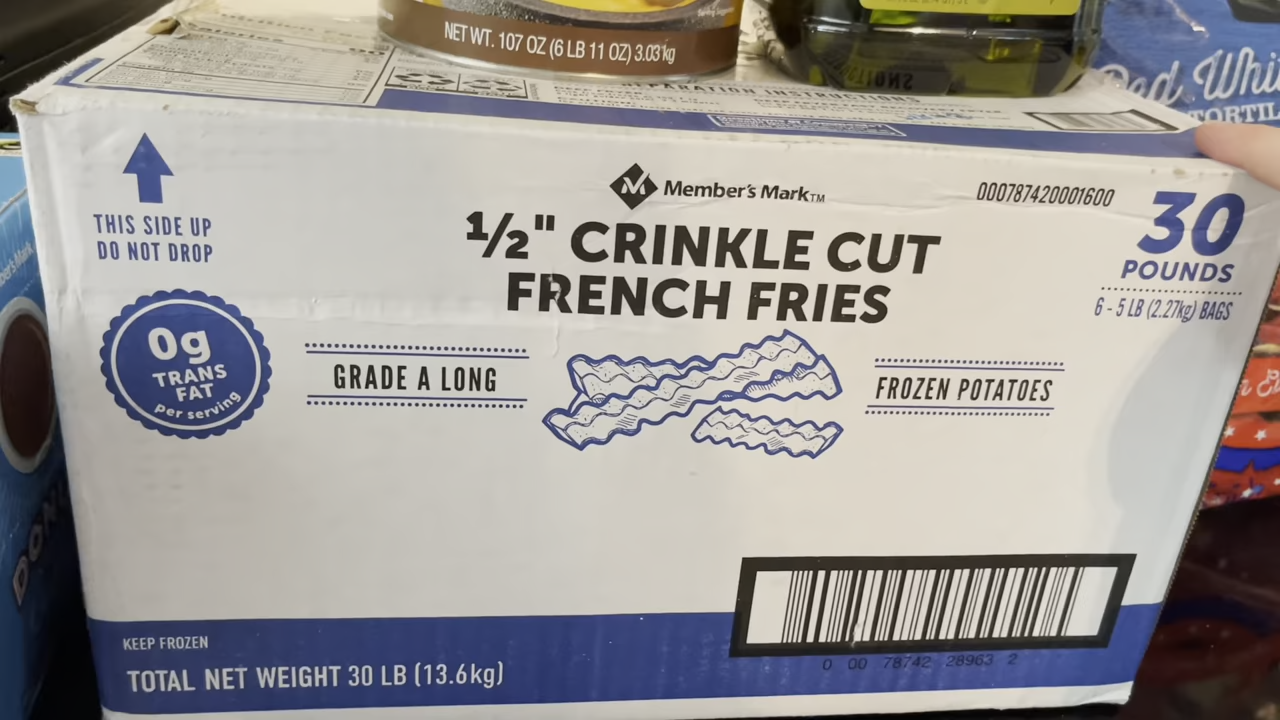 NET WT. 107 OZ (6 LB 11 OZ) 3.03kg
PREPARATION INSTRUCTIONS
Red Whi
TORTIL
THIS SIDE UP
DO NOT DROP
Member's Mark™
000787420001600
½" CRINKLE CUT
FRENCH FRIES
30
POUNDS
6 - 5 LB (2.27kg) BAGS
0g
TRANS
FAT
per serving
GRADE A LONG
FROZEN POTATOES
KEEP FROZEN
TOTAL NET WEIGHT 30 LB (13.6kg)
0 00 78742 28963 2